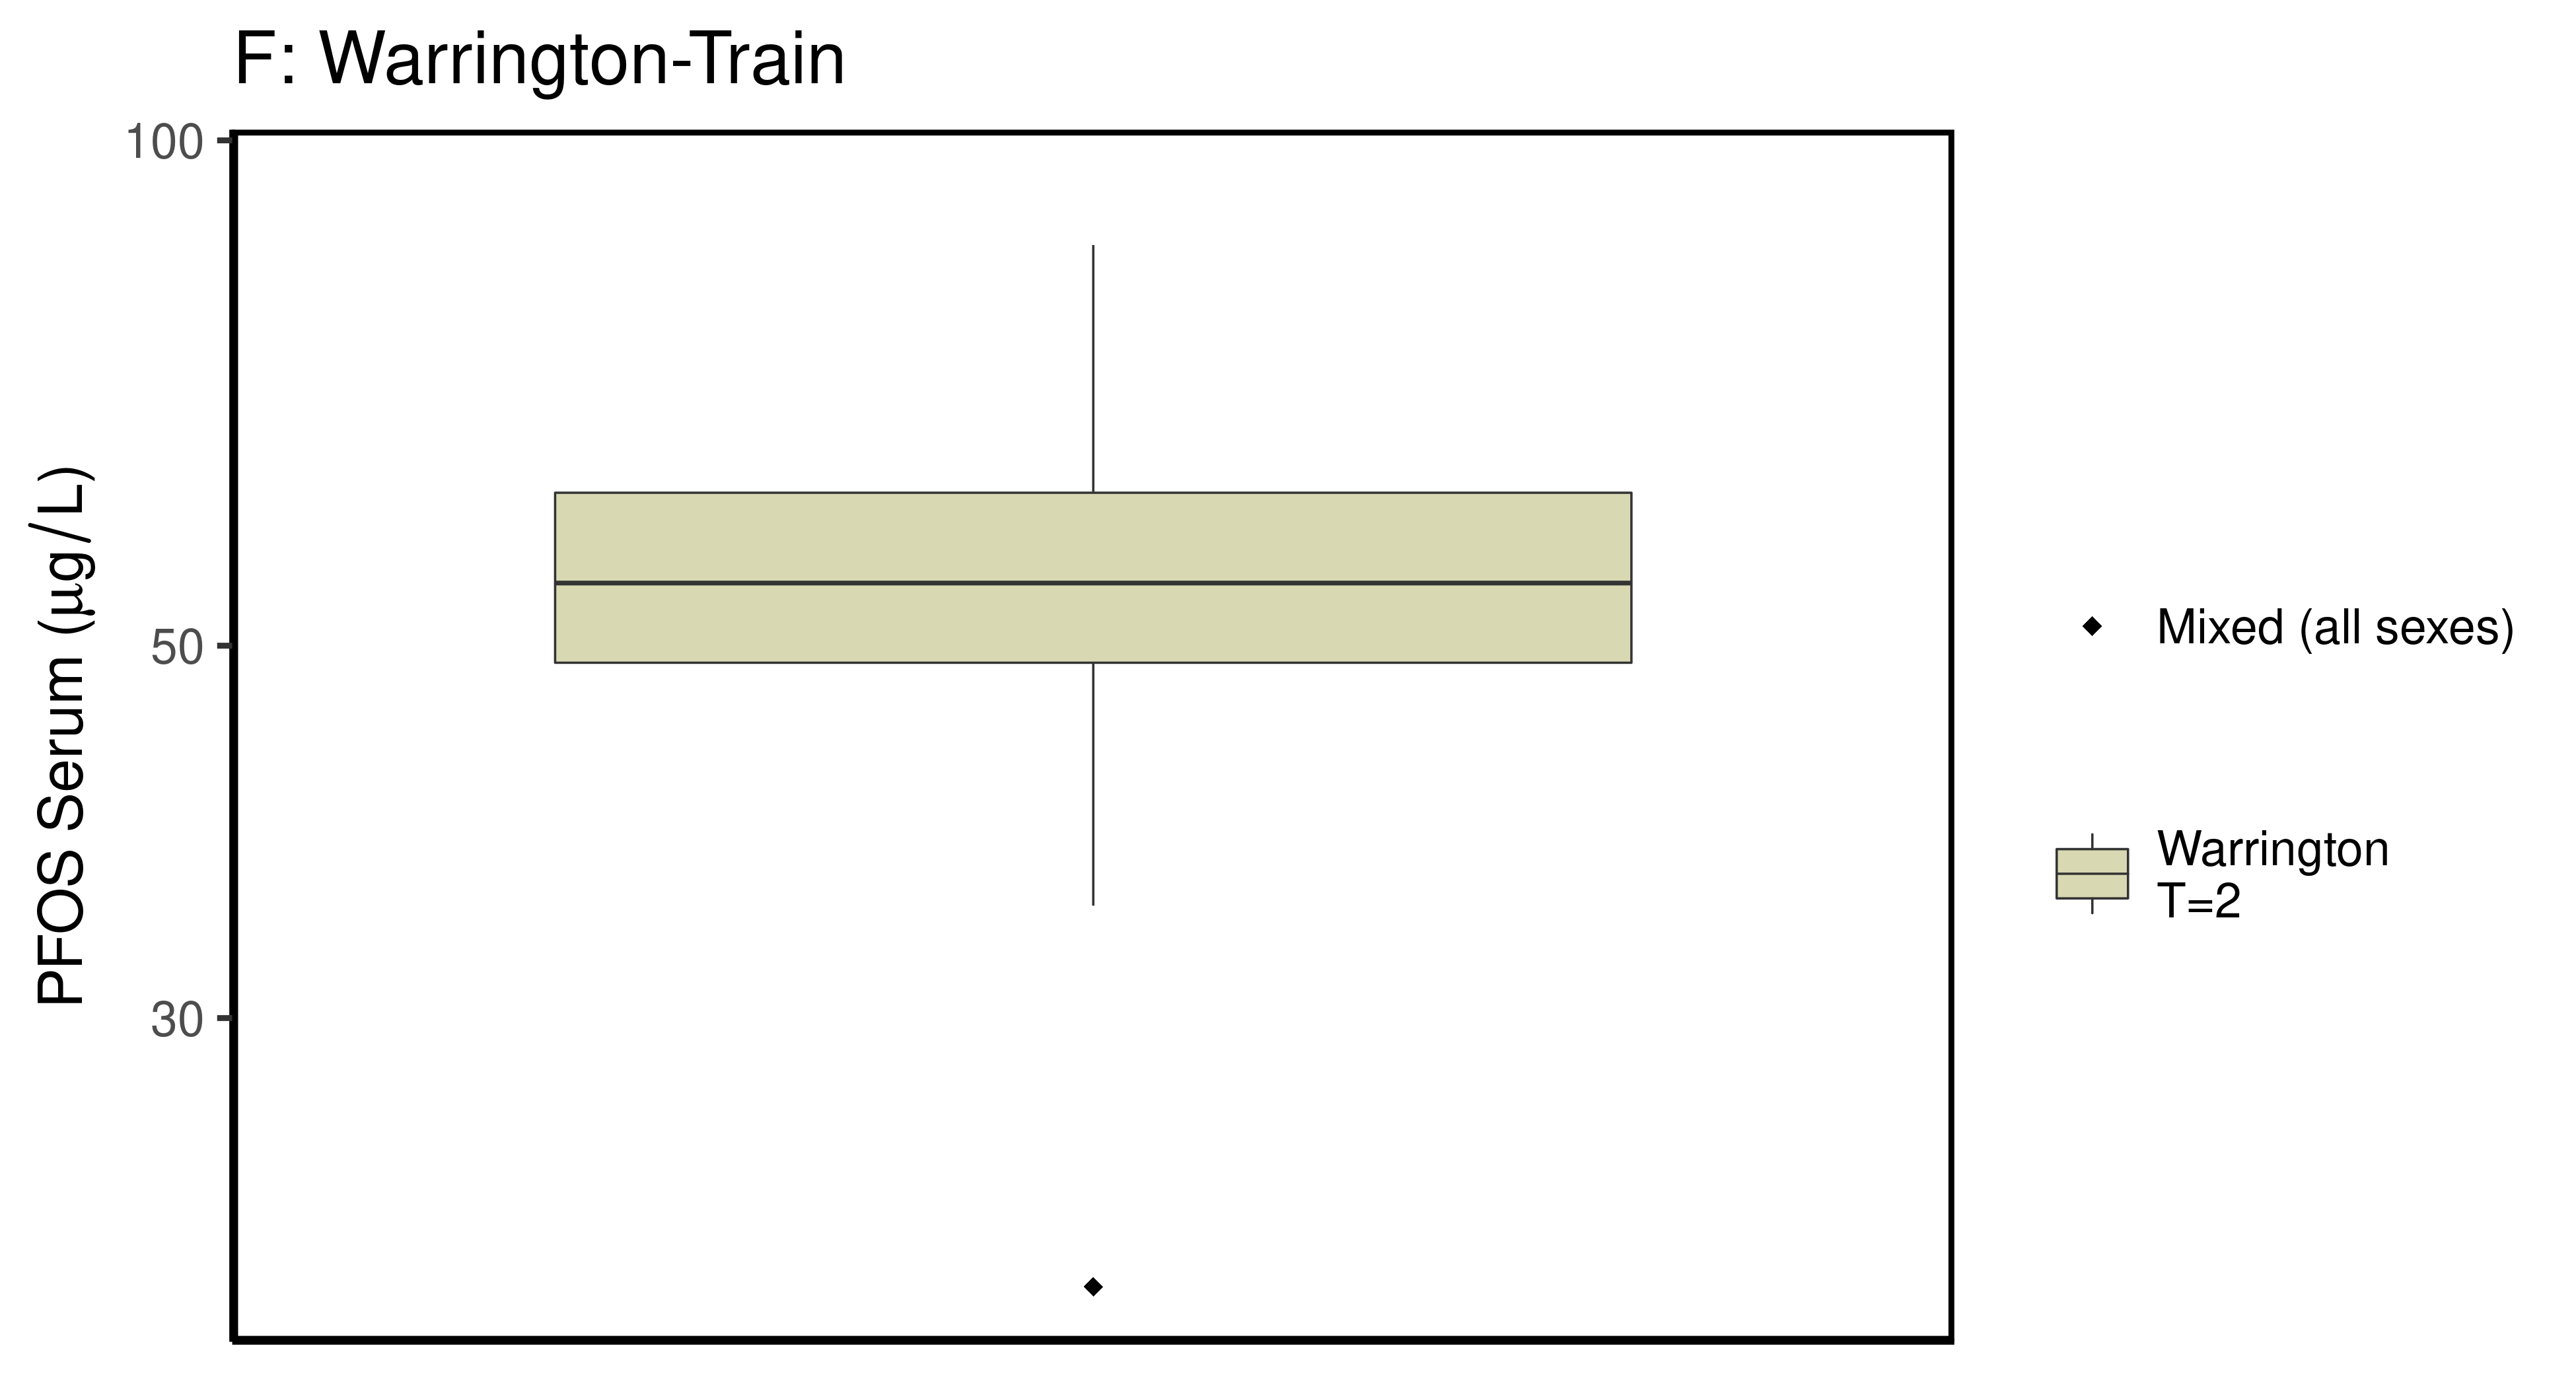 F: Warrington-Train
100
50
30
PFOS Serum (μg/L)
Mixed (all sexes)
Warrington
T=2